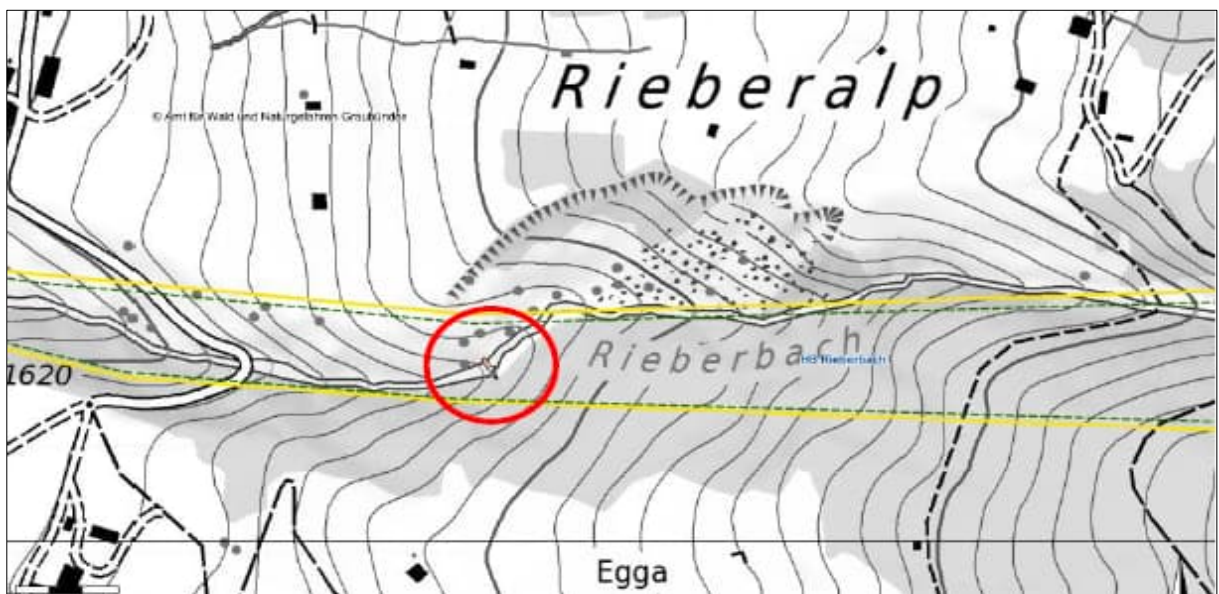 Rieberalp
© Amt für Wald und Naturgefahren Graubünden
Rieberbach
HB Rieberbach
1620
Egga